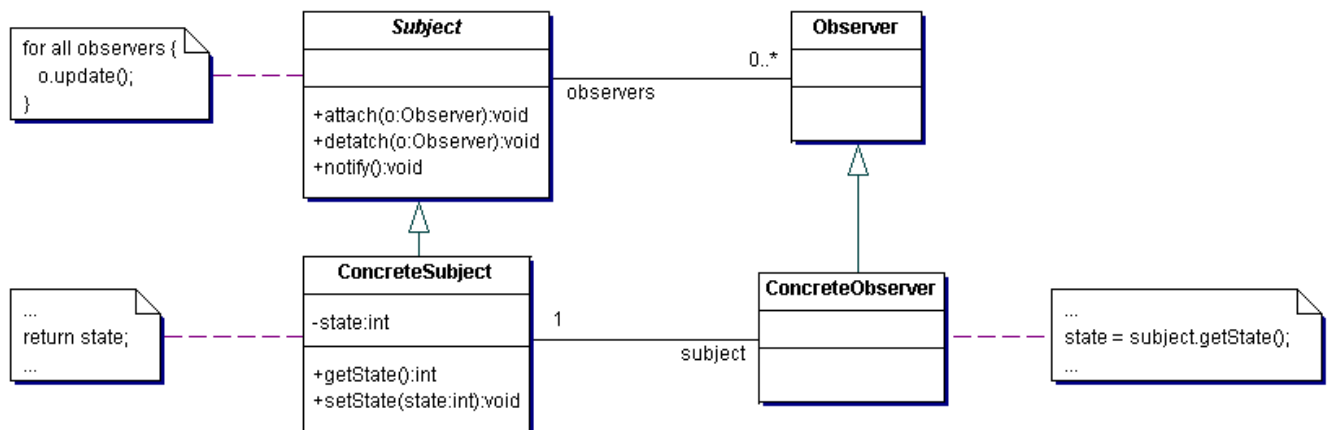 for all observers {
o.update();
}
Subject
+attach(o:Observer):void
+detatch(o:Observer):void
+notify():void
0..*
observers
Observer
...
return state;
...
ConcreteSubject
-state:int
+getState():int
+setState(state:int):void
1
subject
ConcreteObserver
...
state = subject.getState();
...